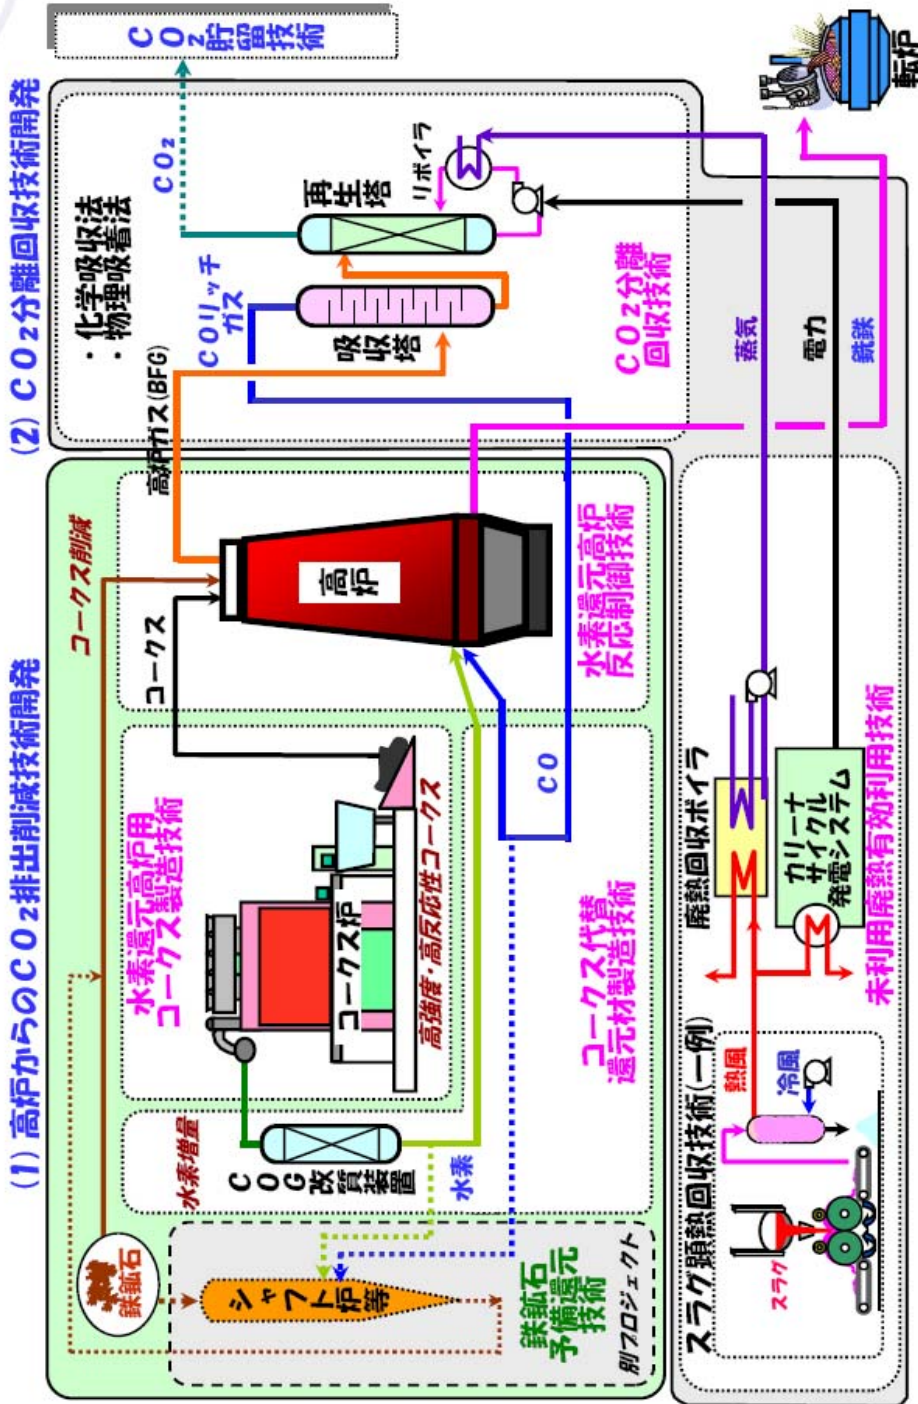 (1) 高炉からのCO₂排出削減技術開発
(2) CO₂分離回収技術開発
鉄鉱石
シャフト炉等
鉄鉱石
予備還元
技術
別プロジェクト
水素増量
COG改質装置
水素
水素還元高炉用
コークス製造技術
コークス炉
高強度・高反応性コークス
コークス代替
還元材製造技術
コークス削減
コークス
高炉
CO
水素還元高炉
反応制御技術
高炉ガス(BFG)
・化学吸収法
・物理吸着法
CO₂
CO₂貯留技術
COリッチ
ガス
吸収塔
再生塔
リボイラ
CO₂分離
回収技術
スラグ顕熱回収技術(一例)
スラグ
熱風
冷風
廃熱回収ボイラ
カリーナ
サイクル
発電システム
未利用廃熱有効利用技術
蒸気
電力
銑鉄
転炉